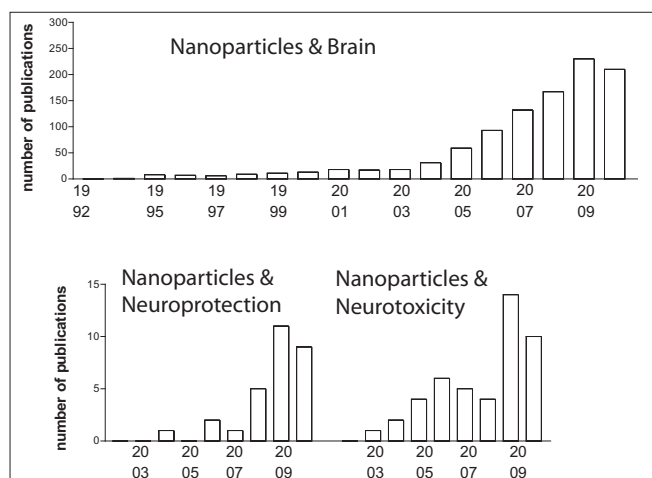 Nanoparticles & Brain
number of publications
300
250
200
150
100
50
0
19 19 19 19 20 20 20 20 20
92 95 97 99 01 03 05 07 09
Nanoparticles &
Neuroprotection
Nanoparticles &
Neurotoxicity
number of publications
15
10
5
0
20 20 20 20 20 20 20 20
03 05 07 09 03 05 07 09